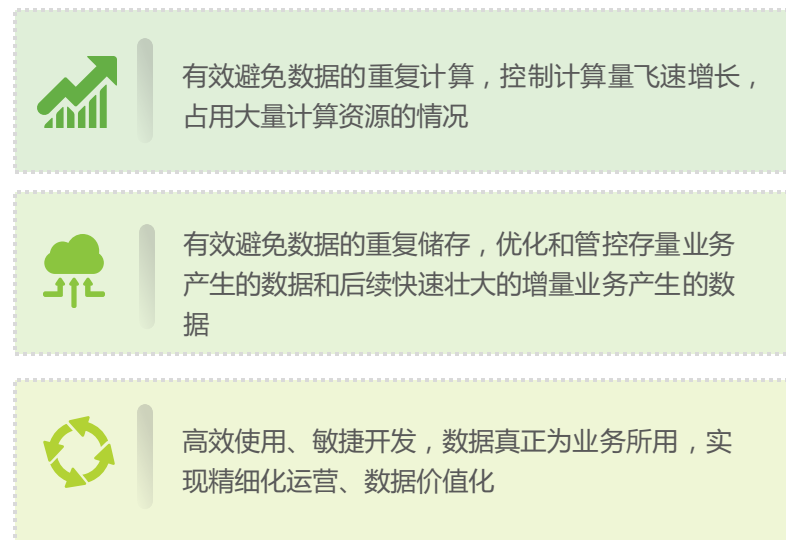 有效避免数据的重复计算，控制计算量飞速增长，
占用大量计算资源的情况
有效避免数据的重复储存，优化和管控存量业务
产生的数据和后续快速壮大的增量业务产生的数
据
高效使用、敏捷开发，数据真正为业务所用，实
现精细化运营、数据价值化